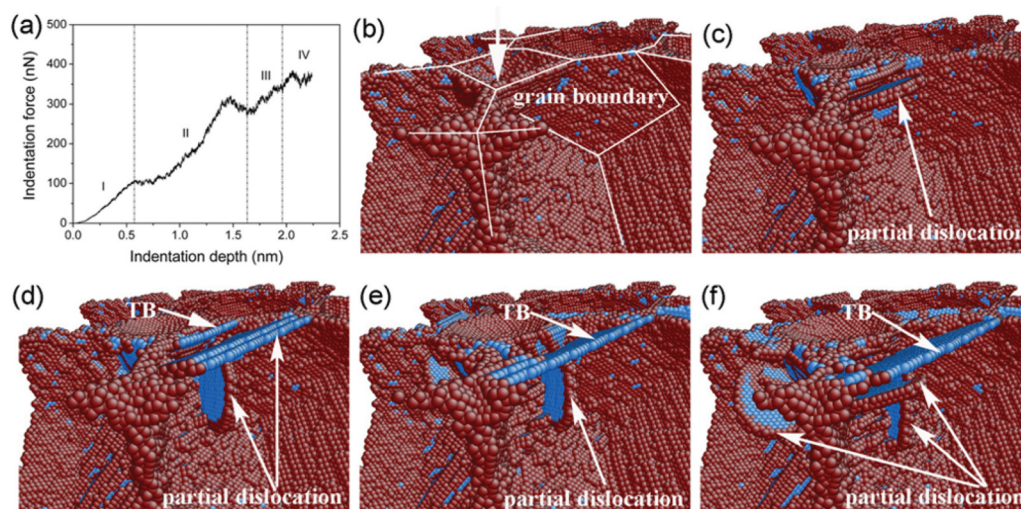 (a)
500
400
300
200
100
0
Indentation force (nN)
I
II
III
IV
0.0 0.5 1.0 1.5 2.0 2.5
Indentation depth (nm)
(b)
grain boundary
(c)
partial dislocation
(d)
TB
partial dislocation
(e)
TB
partial dislocation
(f)
TB
partial dislocation